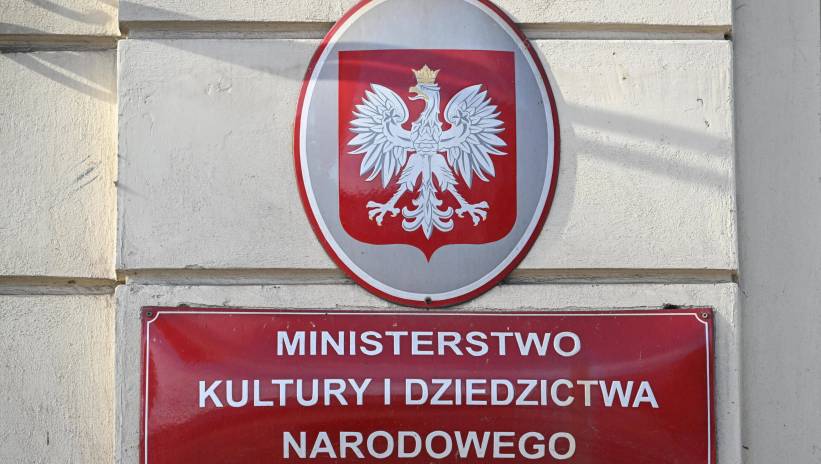 MINISTERSTWO
KULTURY I DZIEDZICTWA
NARODOWEGO